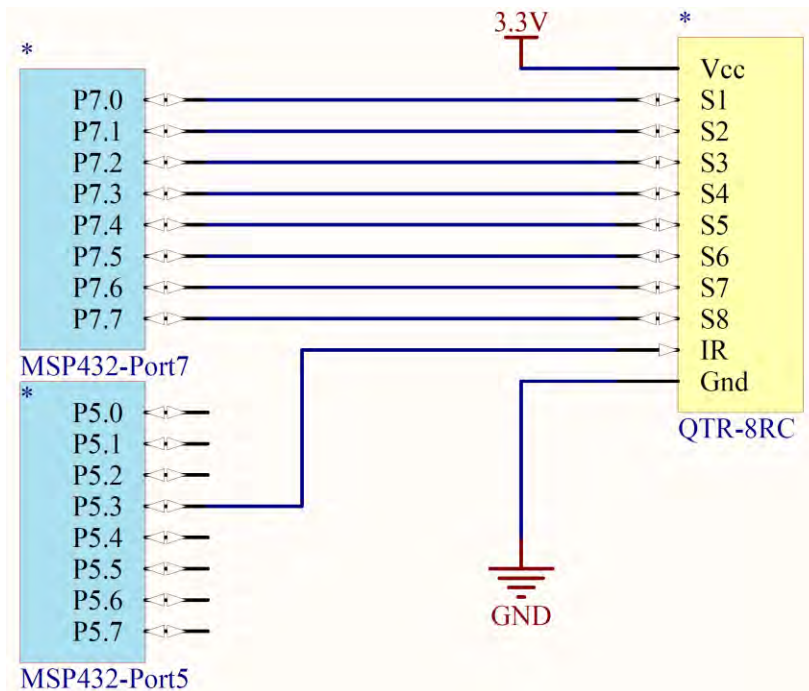 *
P7.0
P7.1
P7.2
P7.3
P7.4
P7.5
P7.6
P7.7
MSP432-Port7
*
P5.0
P5.1
P5.2
P5.3
P5.4
P5.5
P5.6
P5.7
MSP432-Port5
3.3V
GND
*
Vcc
S1
S2
S3
S4
S5
S6
S7
S8
IR
Gnd
QTR-8RC